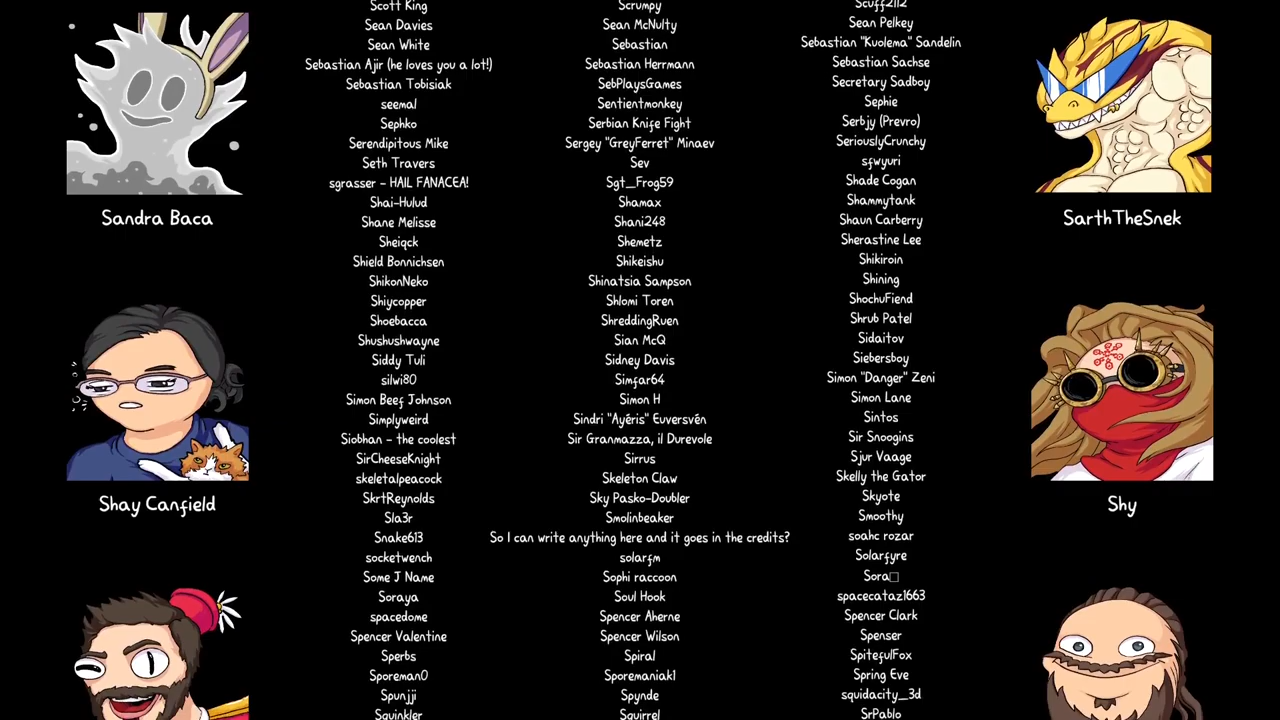 Scott King
Sean Davies
Sean White
Sebastian Ajir (he loves you a lot!)
Sebastian Tobisiak
seemal
Sephko
Serendipitous Mike
Seth Travers
sgrasser - HAIL FANACEA!
Shai-Hulud
Shane Melisse
Sheiqck
Shield Bonnichsen
ShikonNeko
Shiycopper
Shoebacca
Shushushwayne
Siddy Tuli
silwi80
Simon Beef Johnson
Simplyweird
Siobhan - the coolest
SirCheeseKnight
skeletalpeacock
SkrtReynolds
Sla3r
Snake613
socketwench
Some J Name
Soraya
spacedome
Spencer Valentine
Sperbs
Sporeman0
Spunjji
Squinkler
Scrumpy
Sean McNulty
Sebastian
Sebastian Herrmann
SebPlaysGames
Sentientmonkey
Serbian Knife Fight
Sergey "GreyFerret" Minaev
Sev
Sgt_Frog59
Shamax
Shani248
Shemetz
Shikeishu
Shinatsia Sampson
Shlomi Toren
ShreddingRuen
Sian McQ
Sidney Davis
Simfar64
Simon H
Sindri "Ayéris" Euversvén
Sir Granmazza, il Durevole
Sirrus
Skeleton Claw
Sky Pasko-Doubler
Smolinbeaker
So I can write anything here and it goes in the credits?
solarfm
Sophi raccoon
Soul Hook
Spencer Aherne
Spencer Wilson
Spiral
Sporemaniak1
Spynde
Squirrel
Scuff2112
Sean Pelkey
Sebastian "Kuolema" Sandelin
Sebastian Sachse
Secretary Sadboy
Sephie
Serbjy (Prevro)
SeriouslyCrunchy
sfwyuri
Shade Cogan
Shammytank
Shaun Carberry
Sherastine Lee
Shikiroin
Shining
ShochuFiend
Shrub Patel
Sidaitov
Siebersboy
Simon "Danger" Zeni
Simon Lane
Sintos
Sir Snoogins
Sjur Vaage
Skelly the Gator
Skyote
Smoothy
soahc rozar
Solarfyre
Sora□
spacecataz1663
Spencer Clark
Spenser
SpitefulFox
Spring Eve
squidacity_3d
SrPablo
Sandra Baca
Shay Canfield
SarthTheSnek
Shy